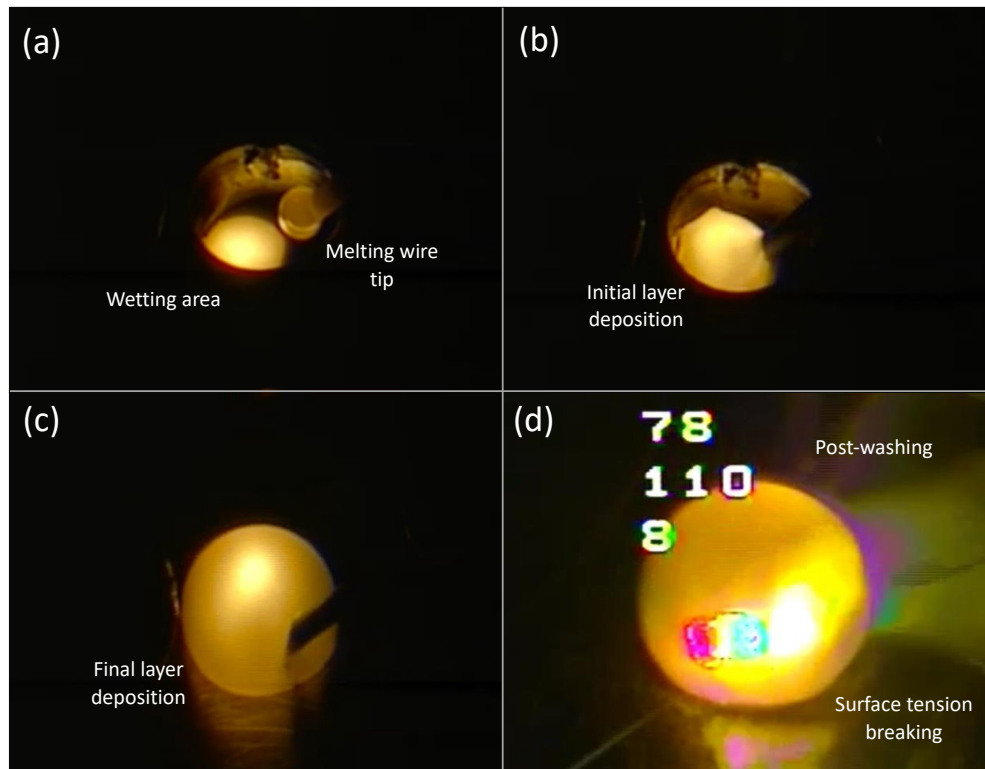 (a)
Wetting area
Melting wire
tip
(b)
Initial layer
deposition
(c)
Final layer
deposition
(d)
78
110
8
Post-washing
Surface tension
breaking